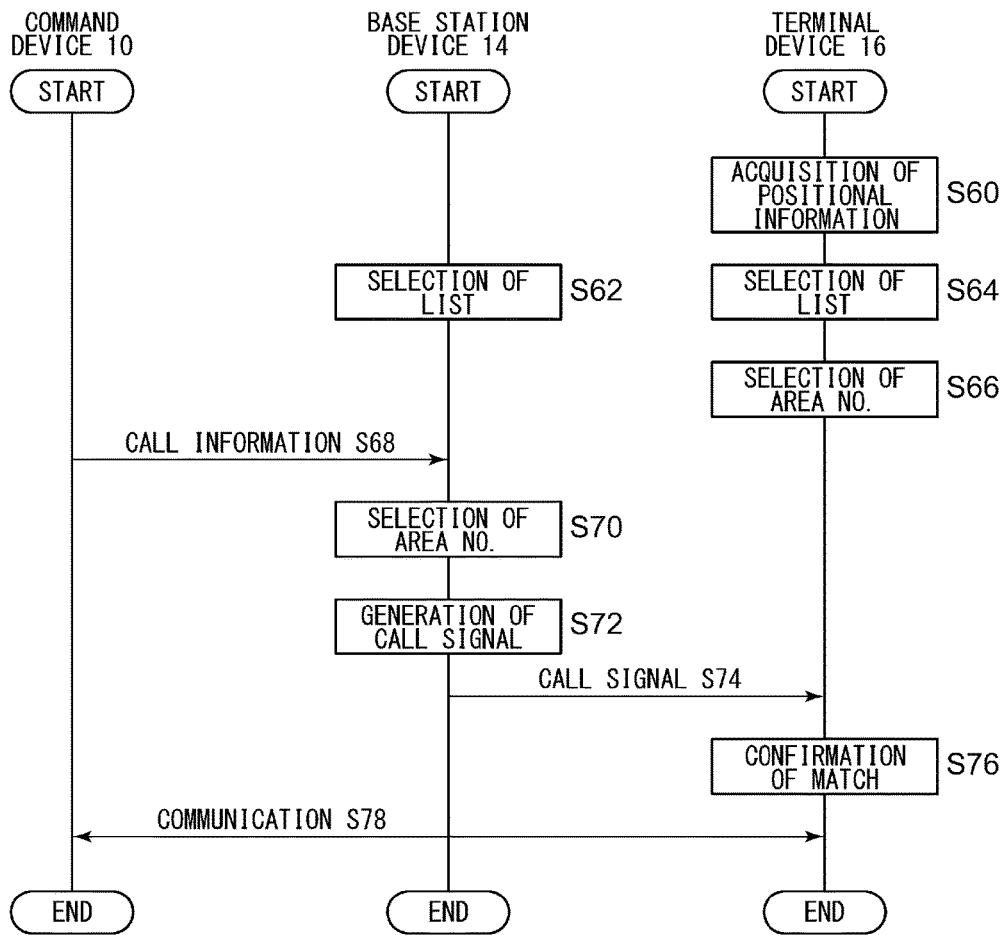 COMMAND
DEVICE 10
BASE STATION
DEVICE 14
TERMINAL
DEVICE 16
START
START
START
ACQUISITION OF
POSITIONAL
INFORMATION
S60
SELECTION OF
LIST
S62
SELECTION OF
LIST
S64
SELECTION OF
AREA NO.
S66
CALL INFORMATION S68
SELECTION OF
AREA NO.
S70
GENERATION OF
CALL SIGNAL
S72
CALL SIGNAL S74
CONFIRMATION
OF MATCH
S76
COMMUNICATION S78
END
END
END